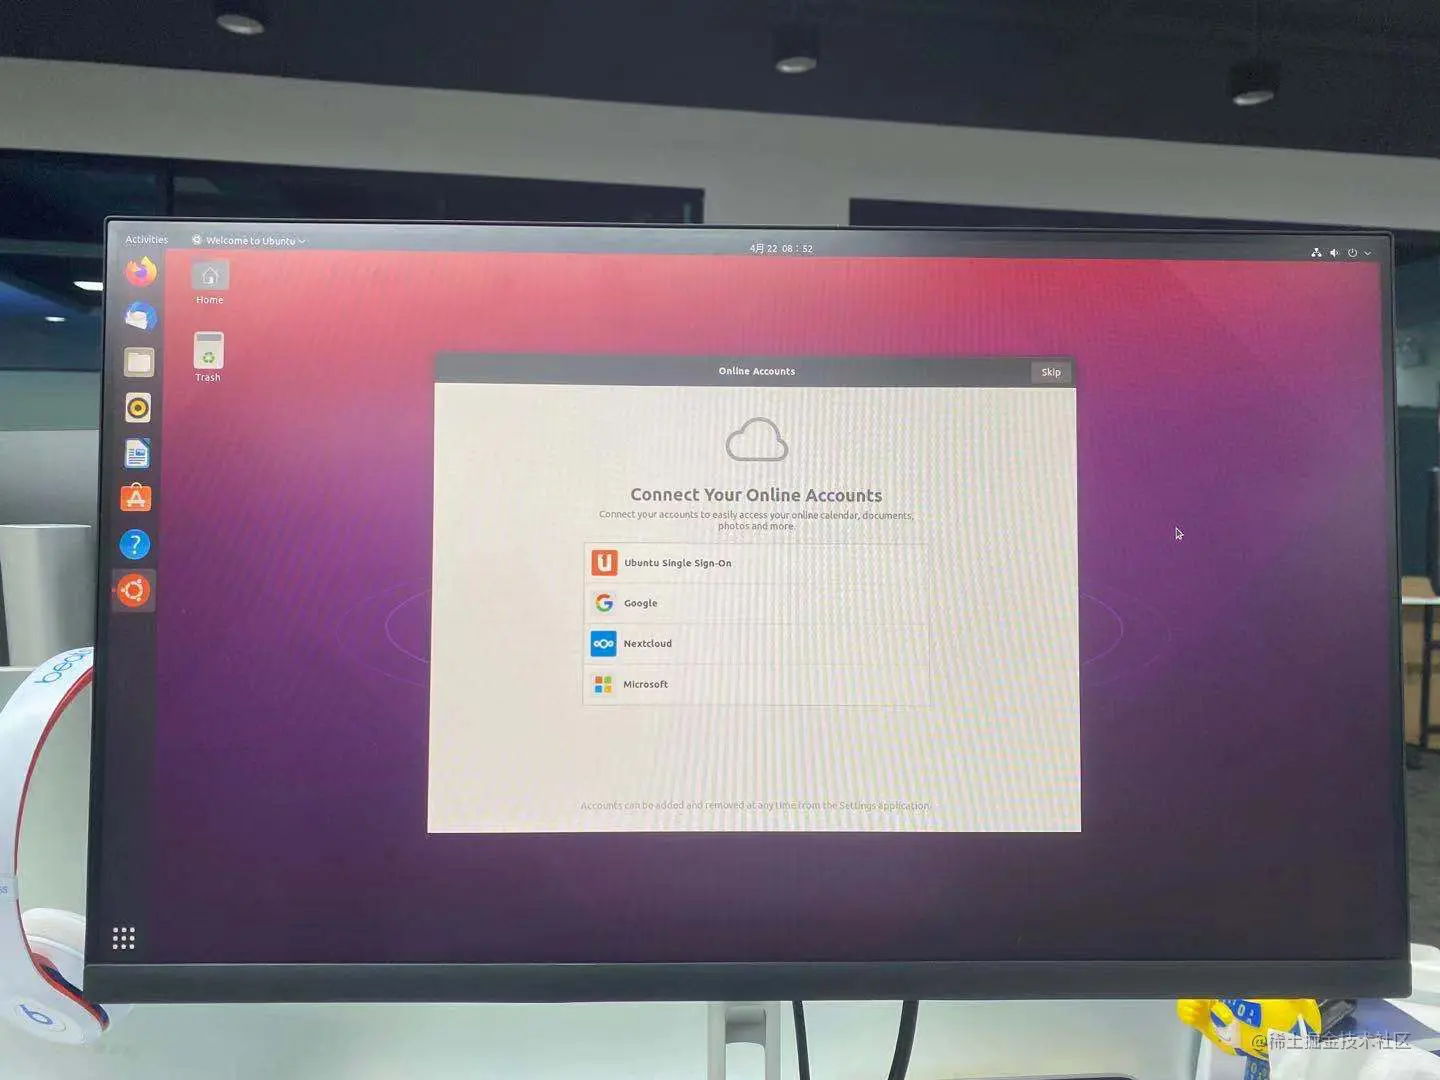 Activities
Welcome to Ubuntu
4月 22 08：52
Home
Trash
Online Accounts
Skip
Connect Your Online Accounts
Connect your accounts to easily access your online calendar, documents,
photos and more.
Ubuntu Single Sign-On
Google
Nextcloud
Microsoft
Accounts can be added and removed at any time from the Settings application.
beats
@稀土掘金技术社区